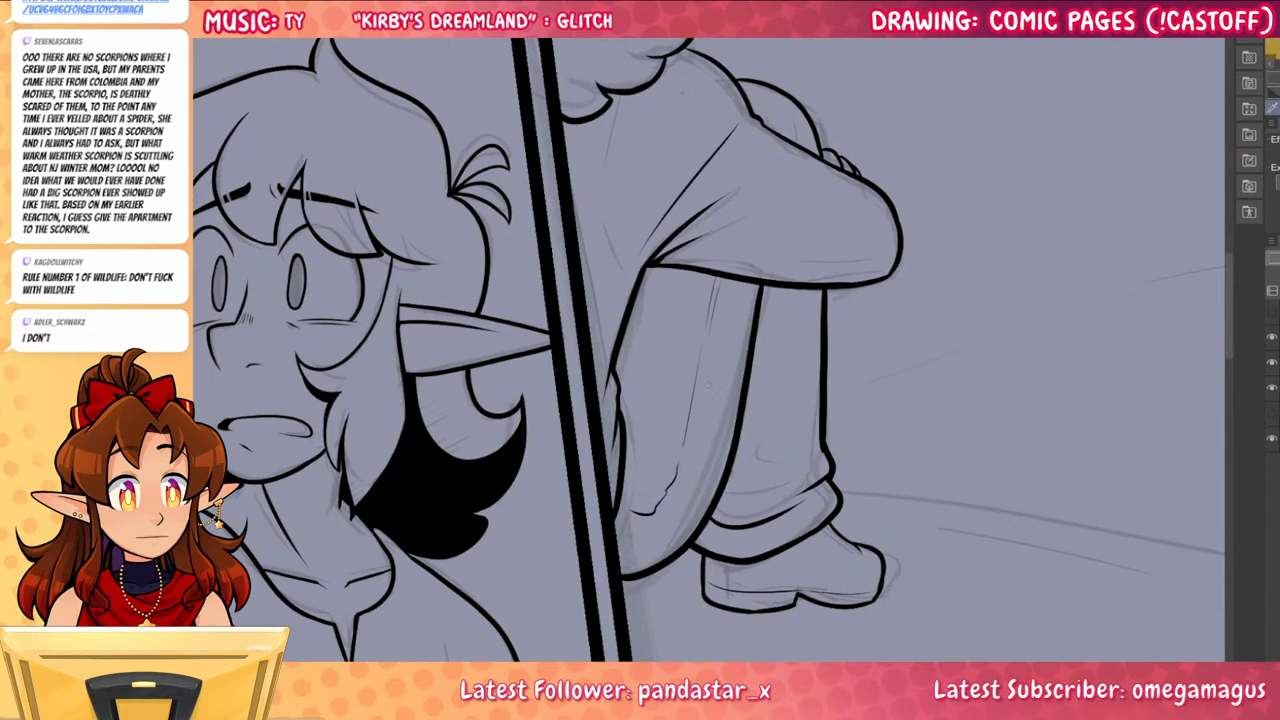 MUSIC: TY
"KIRBY'S DREAMLAND" : GLITCH
DRAWING: COMIC PAGES (!CASTOFF)
SEVENLASCARAS
OOO THERE ARE NO SCORPIONS WHERE I
GREW UP IN THE USA, BUT MY PARENTS
CAME HERE FROM COLOMBIA AND MY
MOTHER, THE SCORPIO, IS DEATHLY
SCARED OF THEM, TO THE POINT ANY
TIME I EVER YELLED ABOUT A SPIDER, SHE
ALWAYS THOUGHT IT WAS A SCORPION
AND I ALWAYS HAD TO ASK, BUT WHAT
WARM WEATHER SCORPION IS SCUTTLING
ABOUT NJ WINTER MOM? LOOOOL NO
IDEA WHAT WE WOULD EVER HAVE DONE
HAD A BIG SCORPION EVER SHOWED UP
LIKE THAT. BASED ON MY EARLIER
REACTION, I GUESS GIVE THE APARTMENT
TO THE SCORPION.
RAGDOLLWITCHY
RULE NUMBER 1 OF WILDLIFE: DON'T FUCK
WITH WILDLIFE
ADLER_SCHWARZ
I DON'T
Latest Follower: pandastar_x
Latest Subscriber: omegamagus